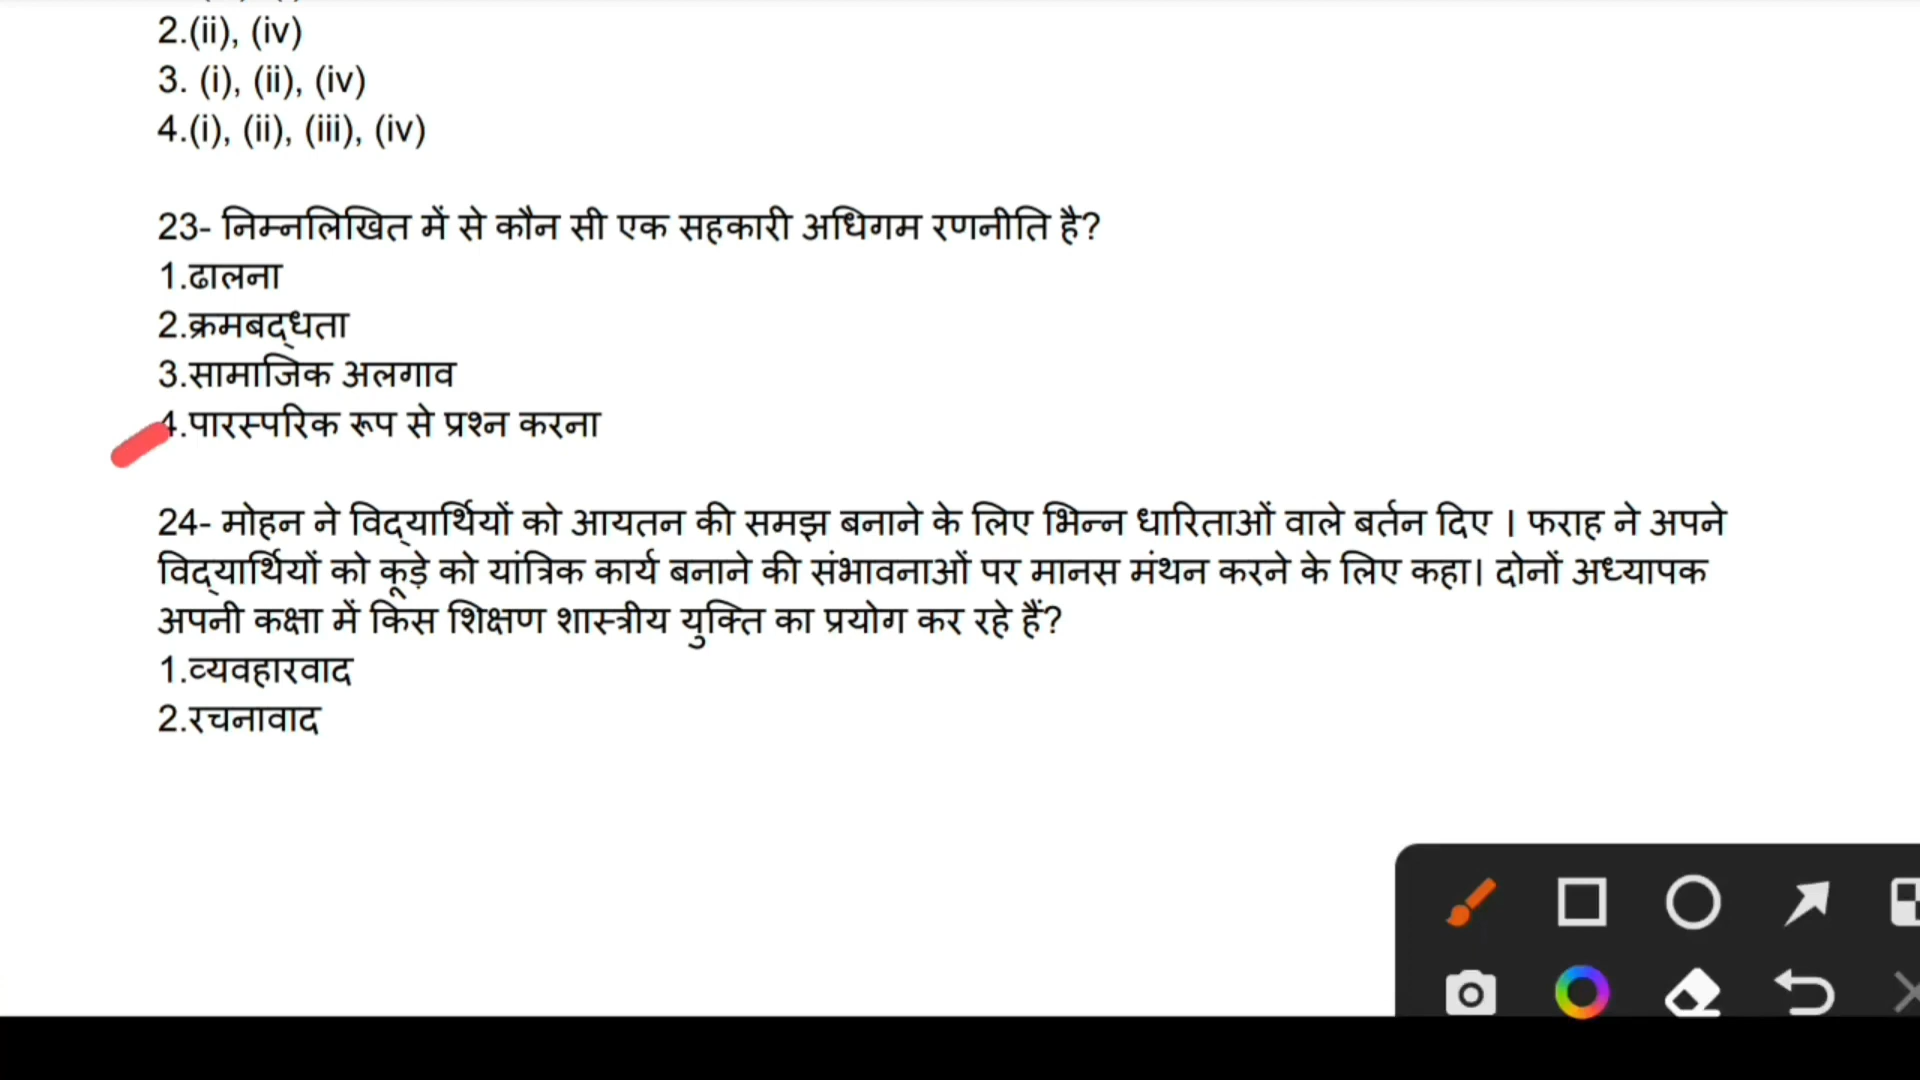 2.(ii), (iv)
3. (i), (ii), (iv)
4.(i), (ii), (iii), (iv)
23- निम्नलिखित में से कौन सी एक सहकारी अधिगम रणनीति है?
1.ढालना
2.क्रमबद्धता
3.सामाजिक अलगाव
4.पारस्परिक रूप से प्रश्न करना
24- मोहन ने विद्यार्थियों को आयतन की समझ बनाने के लिए भिन्न धारिताओं वाले बर्तन दिए । फराह ने अपने
विद्यार्थियों को कूड़े को यांत्रिक कार्य बनाने की संभावनाओं पर मानस मंथन करने के लिए कहा। दोनों अध्यापक
अपनी कक्षा में किस शिक्षण शास्त्रीय युक्ति का प्रयोग कर रहे हैं?
1.व्यवहारवाद
2.रचनावाद